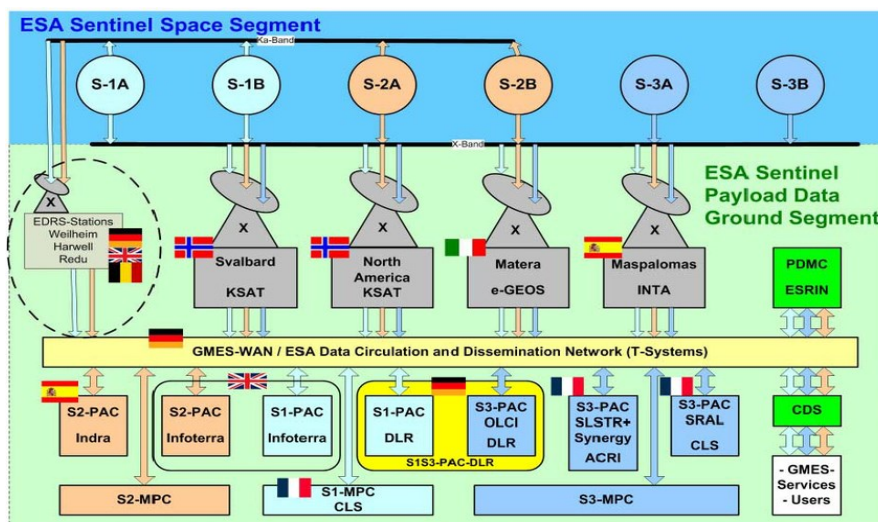 ESA Sentinel Space Segment
Ka-Band
S-1A
S-1B
S-2A
S-2B
S-3A
S-3B
X-Band
ESA Sentinel
Payload Data
Ground Segment
X
EDRS-Stations
Weilheim
Harwell
Redu
X
Svalbard
KSAT
X
North
America
KSAT
X
Matera
e-GEOS
X
Maspalomas
INTA
PDMC
ESRIN
GMES-WAN / ESA Data Circulation and Dissemination Network (T-Systems)
S2-PAC
Indra
S2-PAC
Infoterra
S1-PAC
Infoterra
S1-PAC
DLR
S3-PAC
OLCI
DLR
S1S3-PAC-DLR
S3-PAC
SLSTR+
Synergy
ACRI
S3-PAC
SRAL
CLS
CDS
S2-MPC
S1-MPC
CLS
S3-MPC
- GMES-
Services
- Users